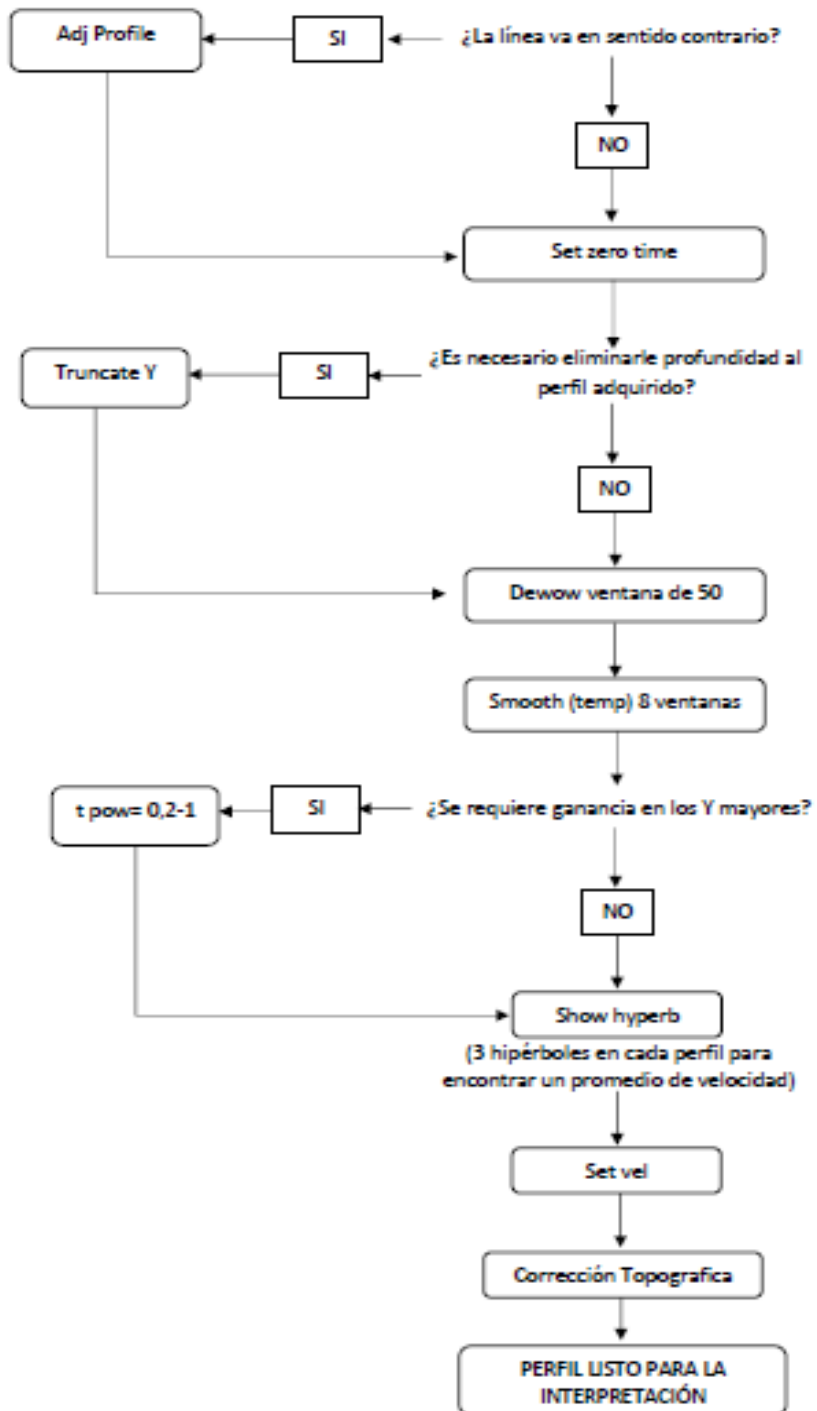 Adj Profile
SI
¿La línea va en sentido contrario?
NO
Set zero time
Truncate Y
SI
¿Es necesario eliminarle profundidad al
perfil adquirido?
NO
Dewow ventana de 50
Smooth (temp) 8 ventanas
t pow= 0,2-1
SI
¿Se requiere ganancia en los Y mayores?
NO
Show hyperb
(3 hipérboles en cada perfil para
encontrar un promedio de velocidad)
Set vel
Corrección Topografica
PERFIL LISTO PARA LA
INTERPRETACIÓN